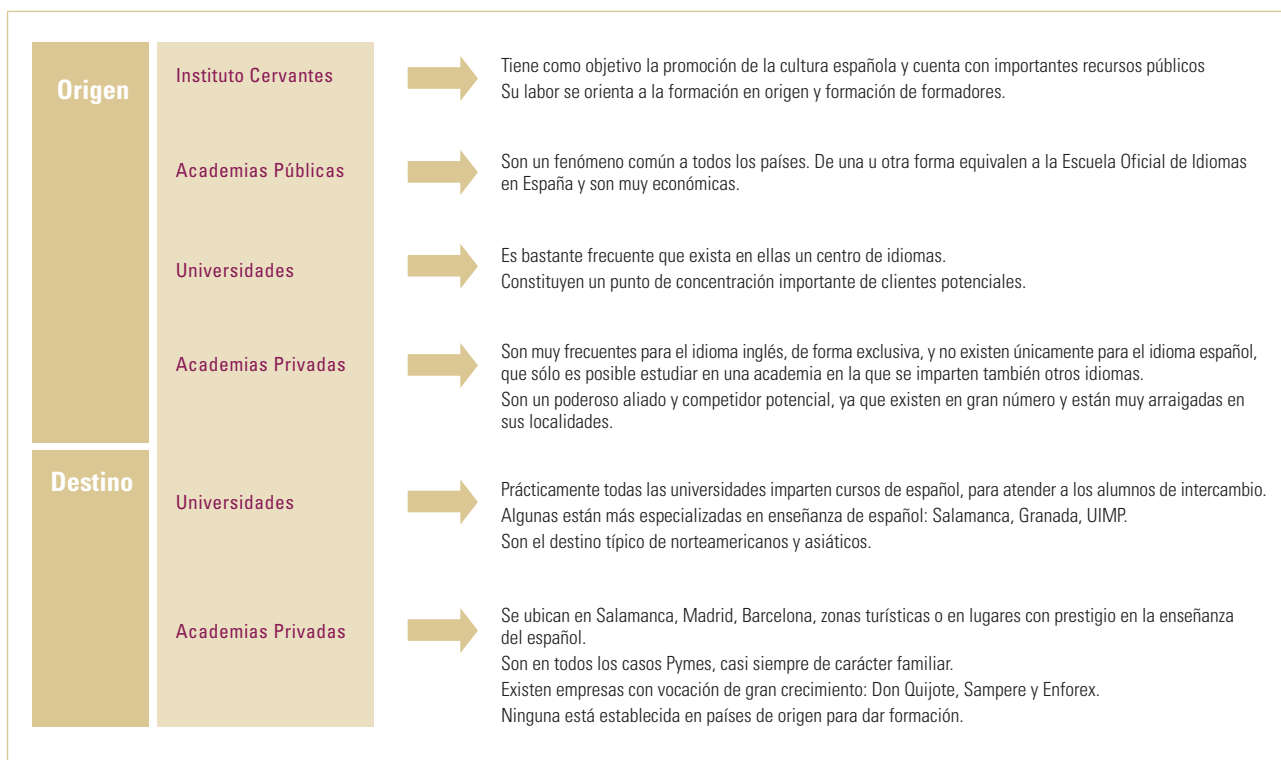 Origen
Instituto Cervantes
Tiene como objetivo la promoción de la cultura española y cuenta con importantes recursos públicos
Su labor se orienta a la formación en origen y formación de formadores.
Academias Públicas
Son un fenómeno común a todos los países. De una u otra forma equivalen a la Escuela Oficial de Idiomas
en España y son muy económicas.
Universidades
Es bastante frecuente que exista en ellas un centro de idiomas.
Constituyen un punto de concentración importante de clientes potenciales.
Academias Privadas
Son muy frecuentes para el idioma inglés, de forma exclusiva, y no existen únicamente para el idioma español,
que sólo es posible estudiar en una academia en la que se imparten también otros idiomas.
Son un poderoso aliado y competidor potencial, ya que existen en gran número y están muy arraigadas en
sus localidades.
Destino
Universidades
Prácticamente todas las universidades imparten cursos de español, para atender a los alumnos de intercambio.
Algunas están más especializadas en enseñanza de español: Salamanca, Granada, UIMP.
Son el destino típico de norteamericanos y asiáticos.
Academias Privadas
Se ubican en Salamanca, Madrid, Barcelona, zonas turísticas o en lugares con prestigio en la enseñanza
del español.
Son en todos los casos Pymes, casi siempre de carácter familiar.
Existen empresas con vocación de gran crecimiento: Don Quijote, Sampere y Enforex.
Ninguna está establecida en países de origen para dar formación.